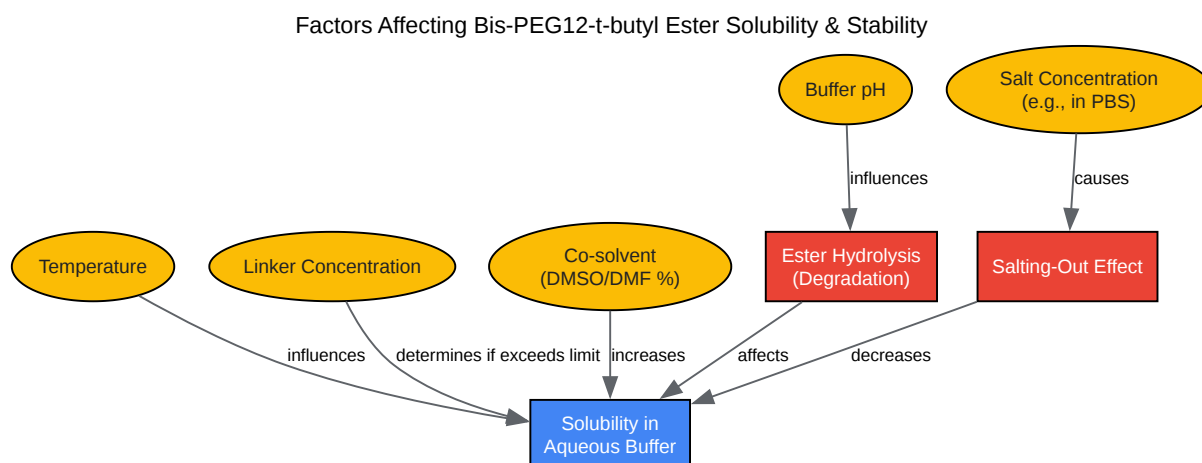 Factors Affecting Bis-PEG12-t-butyl Ester Solubility & Stability
Buffer pH
Salt Concentration
(e.g., in PBS)
influences
causes
Temperature
Linker Concentration
Co-solvent
(DMSO/DMF %)
Ester Hydrolysis
(Degradation)
Salting-Out Effect
influences
determines if exceeds limit
increases
affects
decreases
Solubility in
Aqueous Buffer